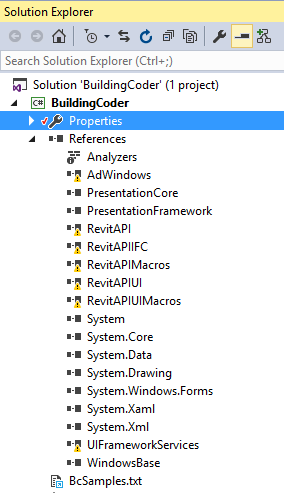 Solution Explorer
Search Solution Explorer (Ctrl+;)
Solution 'BuildingCoder' (1 project)
C# BuildingCoder
Properties
References
Analyzers
AdWindows
PresentationCore
PresentationFramework
RevitAPI
RevitAPIIFC
RevitAPIMacros
RevitAPIUI
RevitAPIUIMacros
System
System.Core
System.Data
System.Drawing
System.Windows.Forms
System.Xaml
System.Xml
UIFrameworkServices
WindowsBase
BcSamples.txt